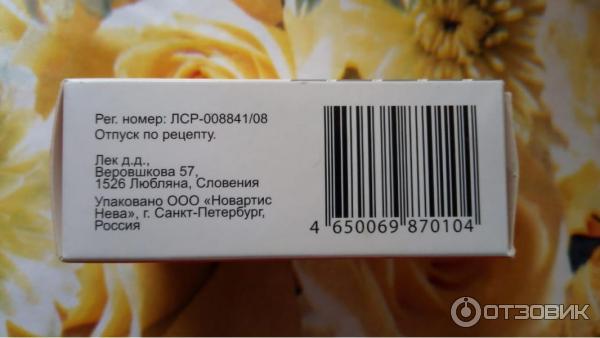 Рег. номер: ЛСР-008841/08
Отпуск по рецепту.
Лек д.д.,
Веровшкова 57,
1526 Любляна, Словения
Упаковано ООО «Новартис
Нева», г. Санкт-Петербург,
Россия
4 650069 870104
ОТЗОВИК